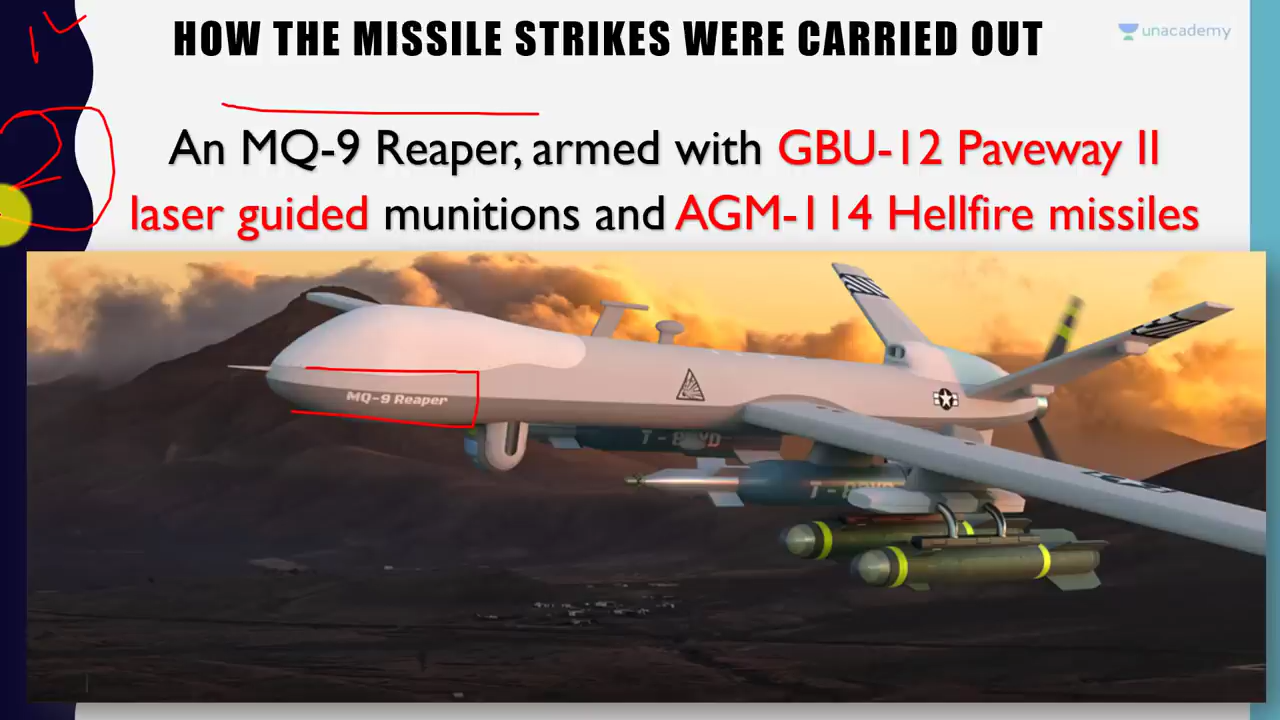 HOW THE MISSILE STRIKES WERE CARRIED OUT
unacademy
An MQ-9 Reaper, armed with GBU-12 Paveway II
laser guided munitions and AGM-114 Hellfire missiles
2
MQ-9 Reaper